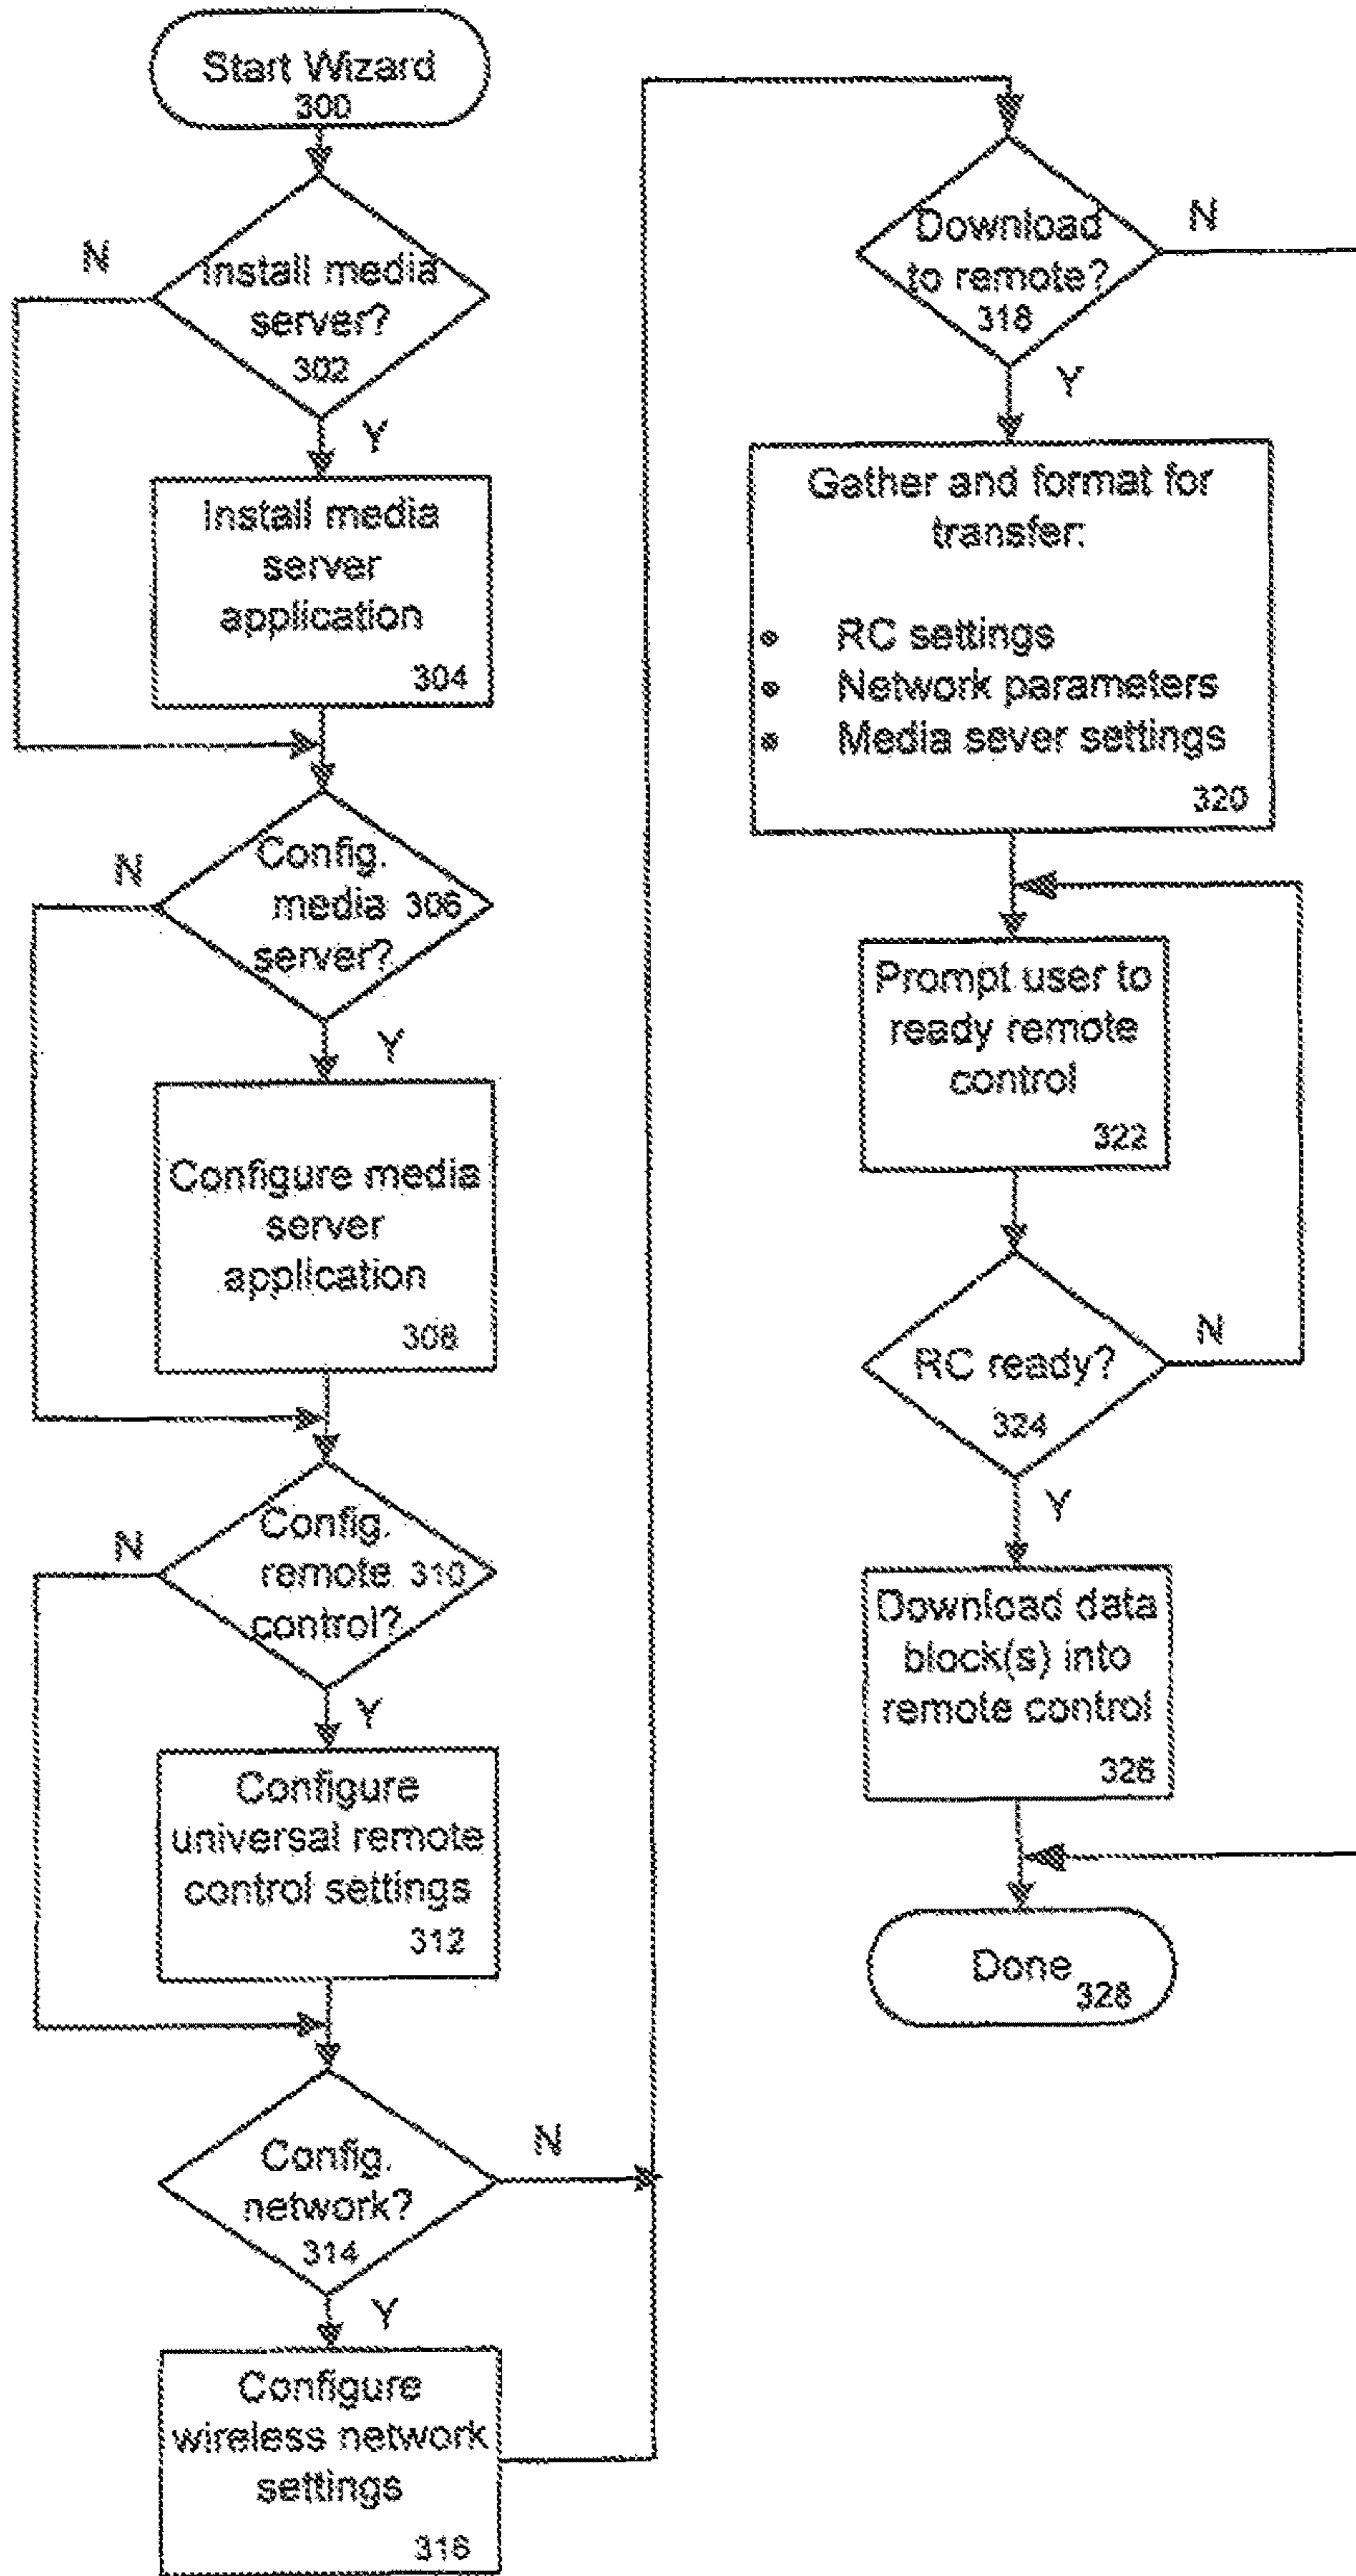 Start Wizard
300
Install media
server?
302
N
Y
Install media
server
application
304
Config.
media 306
server?
N
Y
Configure media
server
application
308
Config.
remote 310
control?
N
Y
Configure
universal remote
control settings
312
Config.
network?
314
N
Y
Configure
wireless network
settings
316
Download
to remote?
318
N
Y
Gather and format for
transfer:
• RC settings
• Network parameters
• Media sever settings
320
Prompt user to
ready remote
control
322
RC ready?
324
N
Y
Download data
block(s) into
remote control
326
Done
328